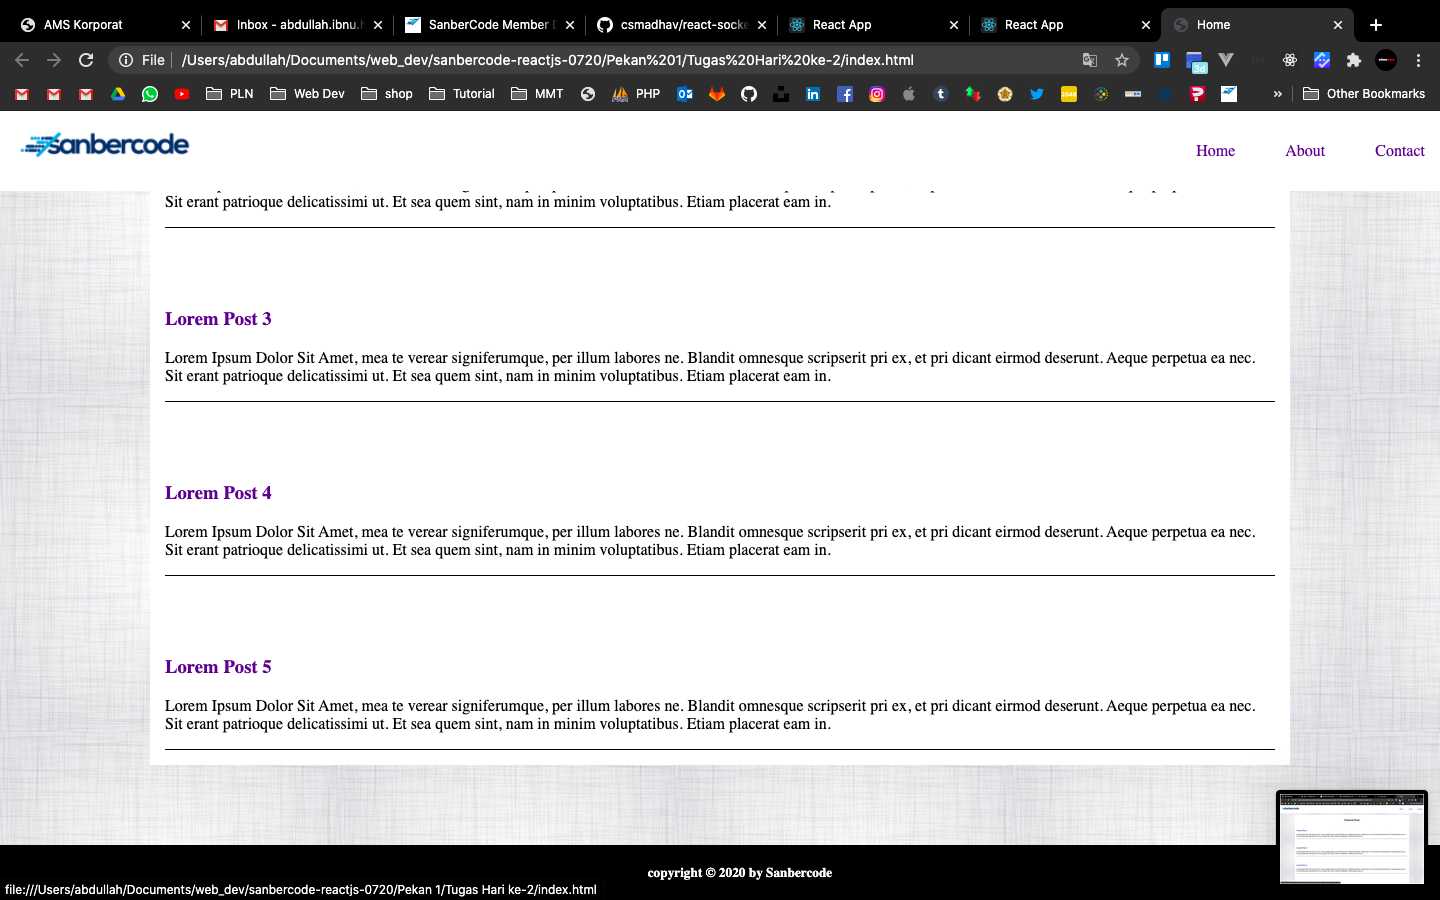 AMS Korporat
Inbox - abdullah.ibnu.h
SanberCode Member D
csmadhav/react-socke
React App
React App
Home
File
/Users/abdullah/Documents/web_dev/sanbercode-reactjs-0720/Pekan%201/Tugas%20Hari%20ke-2/index.html
3d
PLN
Web Dev
shop
Tutorial
MMT
PHP
2048
Other Bookmarks
Sanbercode
Home
About
Contact
Sit erant patrioque delicatissimi ut. Et sea quem sint, nam in minim voluptatibus. Etiam placerat eam in.
Lorem Post 3
Lorem Ipsum Dolor Sit Amet, mea te verear signiferumque, per illum labores ne. Blandit omnesque scripserit pri ex, et pri dicant eirmod deserunt. Aeque perpetua ea nec.
Sit erant patrioque delicatissimi ut. Et sea quem sint, nam in minim voluptatibus. Etiam placerat eam in.
Lorem Post 4
Lorem Ipsum Dolor Sit Amet, mea te verear signiferumque, per illum labores ne. Blandit omnesque scripserit pri ex, et pri dicant eirmod deserunt. Aeque perpetua ea nec.
Sit erant patrioque delicatissimi ut. Et sea quem sint, nam in minim voluptatibus. Etiam placerat eam in.
Lorem Post 5
Lorem Ipsum Dolor Sit Amet, mea te verear signiferumque, per illum labores ne. Blandit omnesque scripserit pri ex, et pri dicant eirmod deserunt. Aeque perpetua ea nec.
Sit erant patrioque delicatissimi ut. Et sea quem sint, nam in minim voluptatibus. Etiam placerat eam in.
copyright © 2020 by Sanbercode
file:///Users/abdullah/Documents/web_dev/sanbercode-reactjs-0720/Pekan 1/Tugas Hari ke-2/index.html